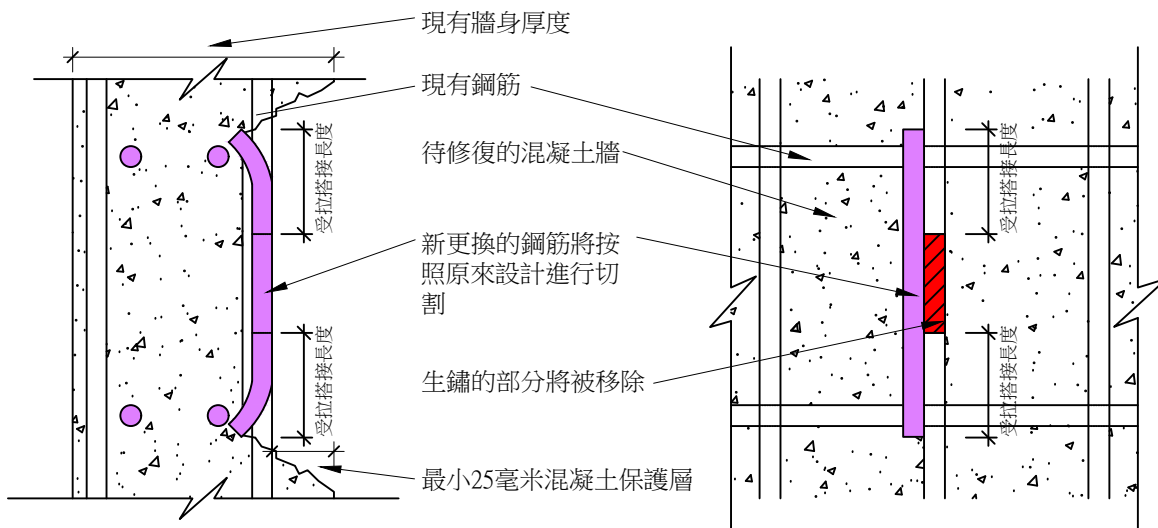 現有牆身厚度
現有鋼筋
待修復的混凝土牆
新更換的鋼筋將按
照原來設計進行切
割
生鏽的部分將被移除
最小25毫米混凝土保護層
受拉搭接長度
受拉搭接長度
受拉搭接長度
受拉搭接長度